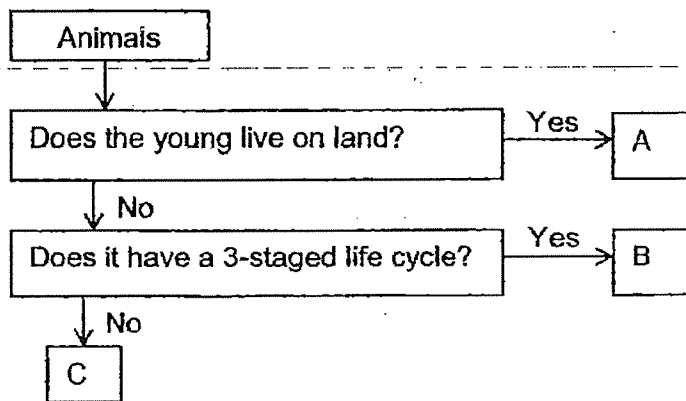 Animals
Does the young live on land?
Yes
A
No
Does it have a 3-staged life cycle?
Yes
B
No
C